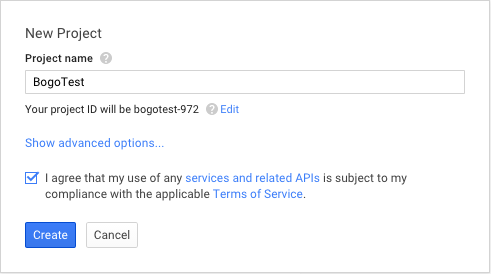 New Project
Project name ?
BogoTest
Your project ID will be bogotest-972 ? Edit
Show advanced options...
I agree that my use of any services and related APIs is subject to my
compliance with the applicable Terms of Service.
Create Cancel